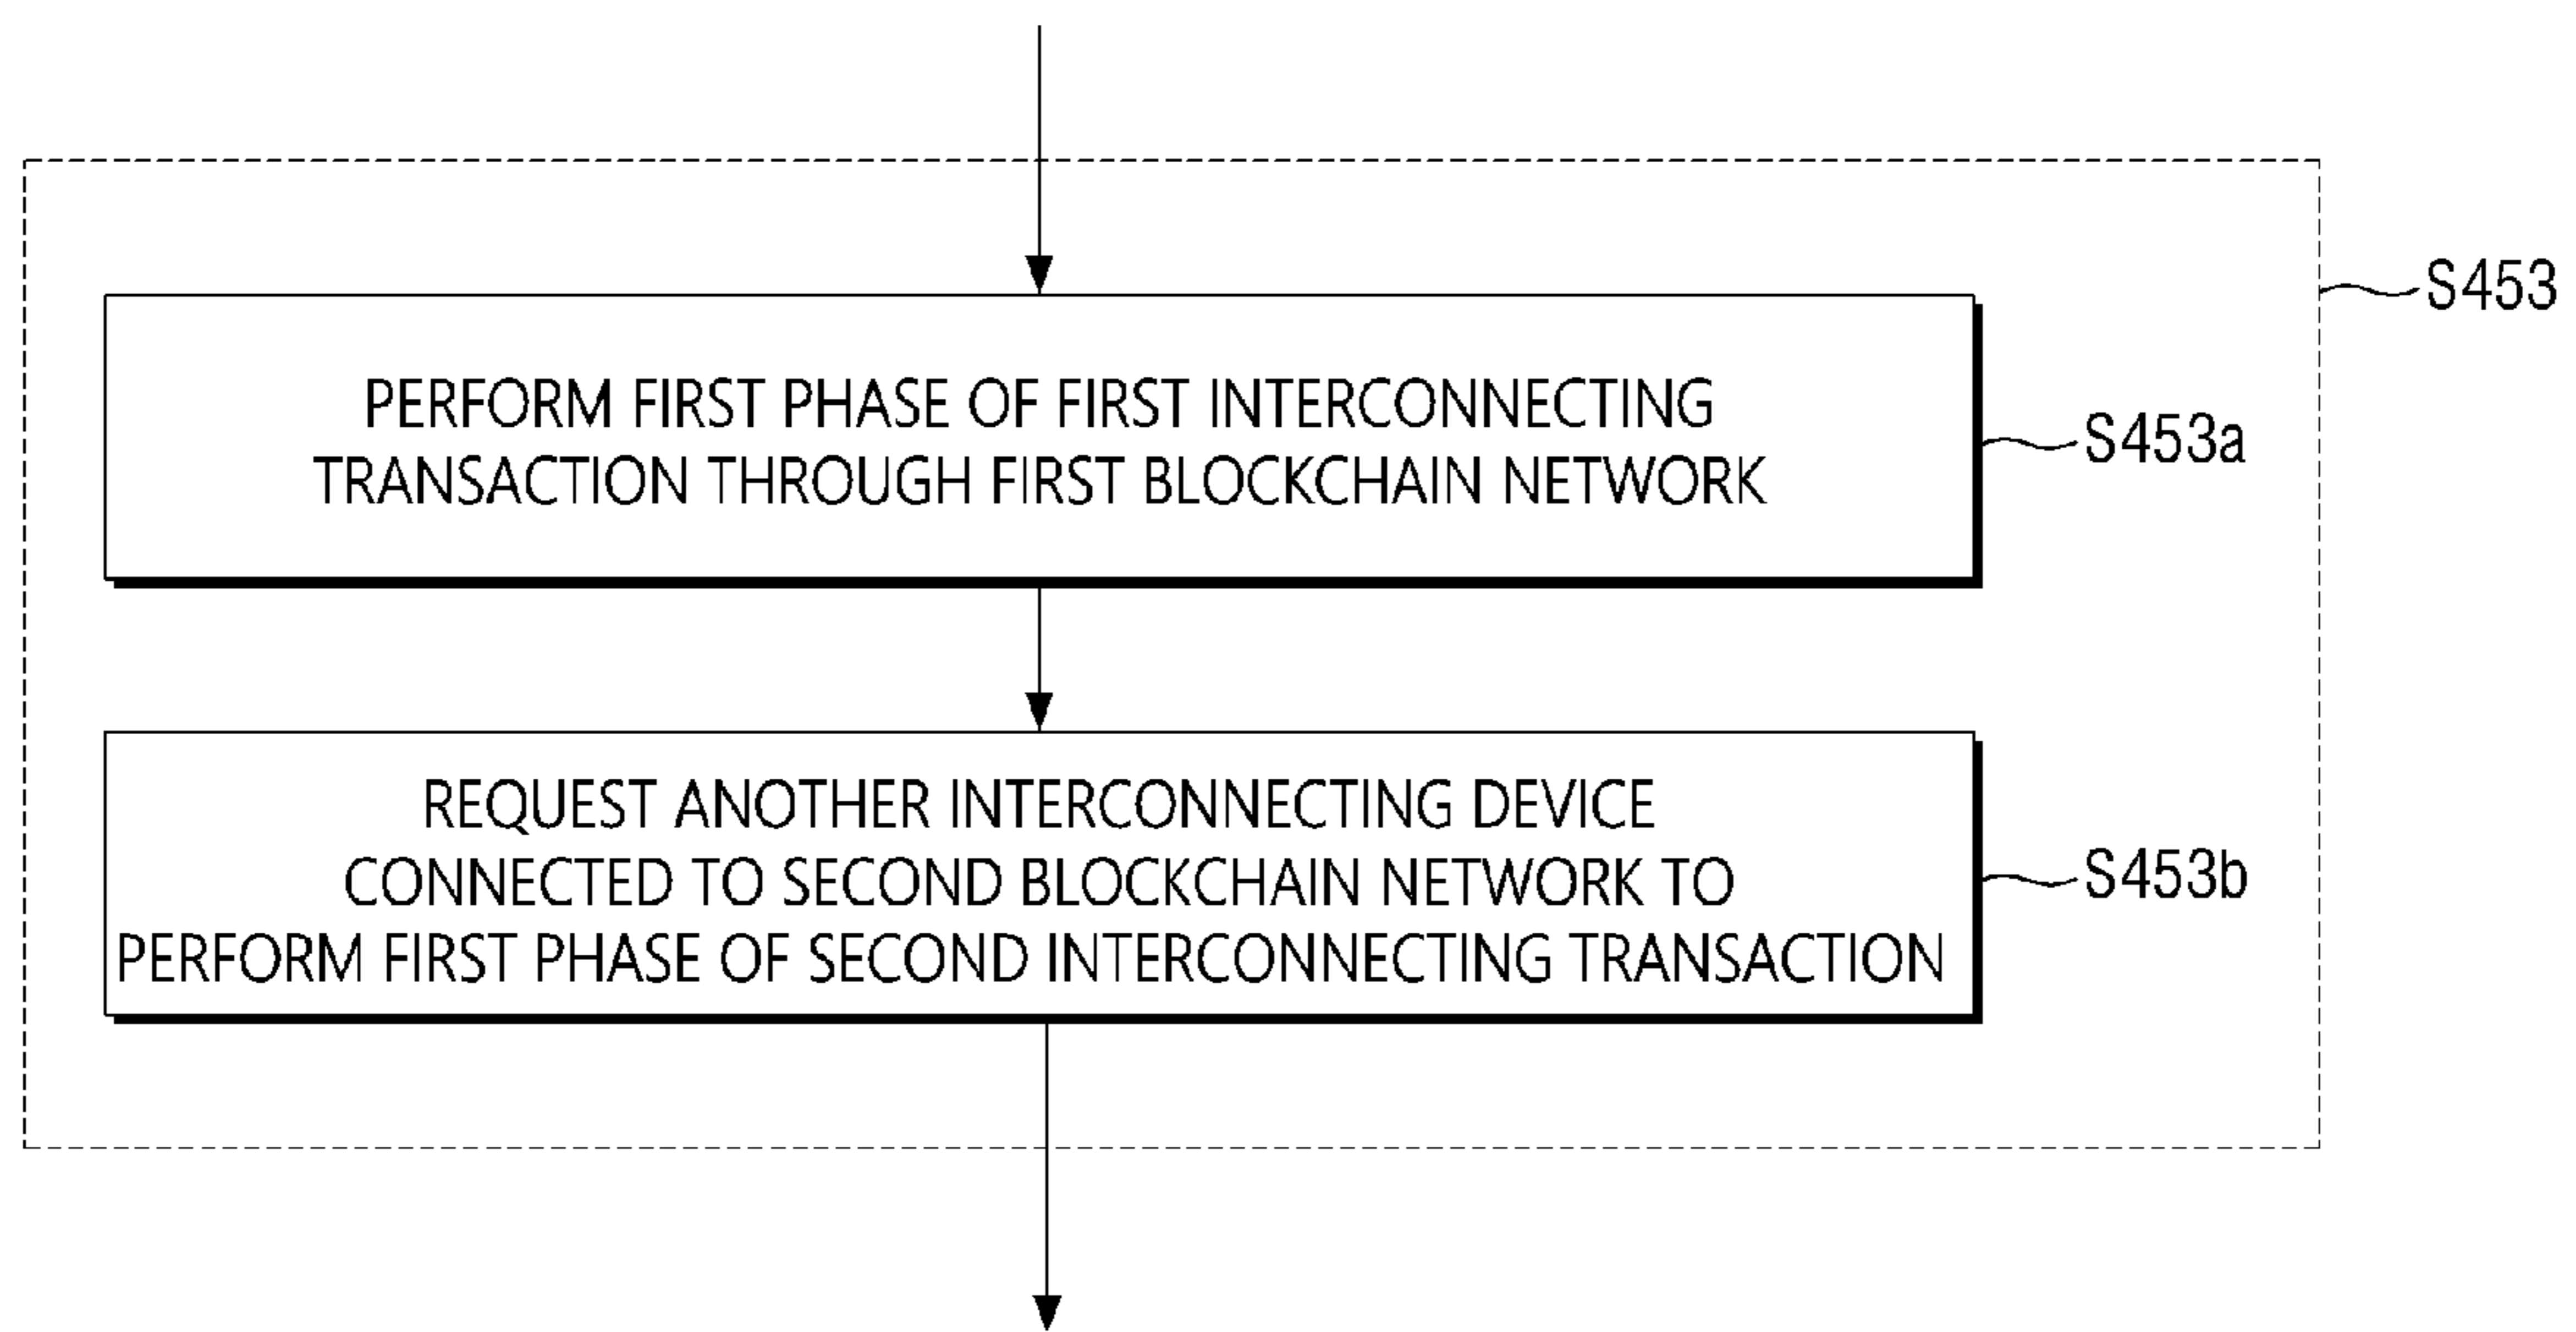 S453
PERFORM FIRST PHASE OF FIRST INTERCONNECTING
TRANSACTION THROUGH FIRST BLOCKCHAIN NETWORK
S453a
REQUEST ANOTHER INTERCONNECTING DEVICE
CONNECTED TO SECOND BLOCKCHAIN NETWORK TO
PERFORM FIRST PHASE OF SECOND INTERCONNECTING TRANSACTION
S453b